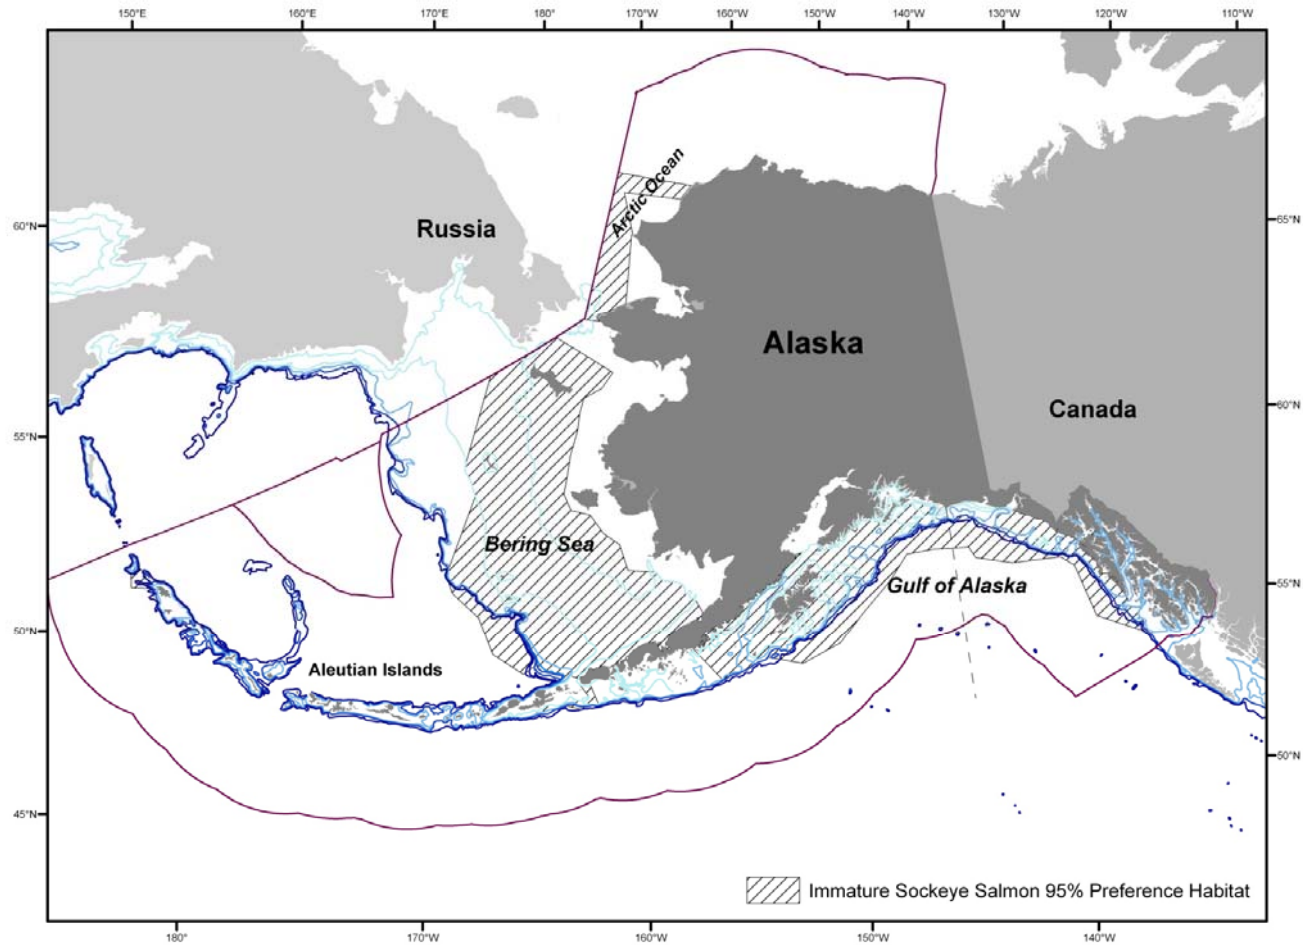 150°E 160°E 170°E 180° 170°W 160°W 150°W 140°W 130°W 120°W 110°W
Arctic Ocean
60°N
Russia
65°N
Alaska
Canada
60°N
55°N
Bering Sea
55°N
Gulf of Alaska
50°N
Aleutian Islands
50°N
45°N
Immature Sockeye Salmon 95% Preference Habitat
180° 170°W 160°W 150°W 140°W